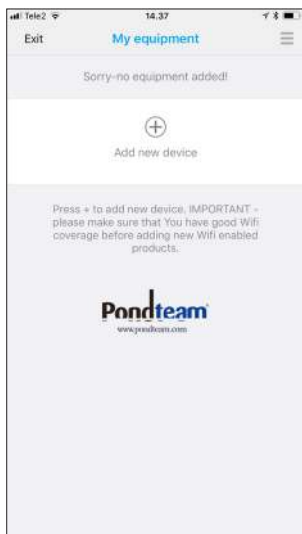 Tele2 14.37
Exit My equipment
Sorry-no equipment added!
Add new device
Press + to add new device. IMPORTANT -
please make sure that You have good Wifi
coverage before adding new Wifi enabled
products.
Pondteam
www.pondteam.com